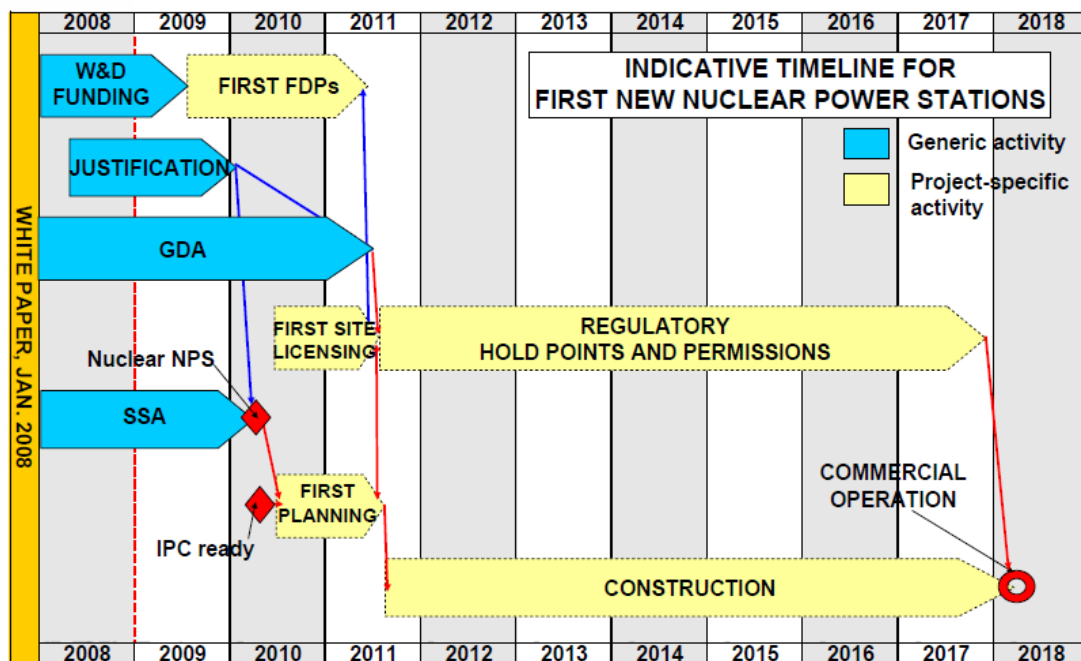 2008 2009 2010 2011 2012 2013 2014 2015 2016 2017 2018
WHITE PAPER, JAN. 2008
W&D
FUNDING
FIRST FDPs
INDICATIVE TIMELINE FOR
FIRST NEW NUCLEAR POWER STATIONS
Generic activity
Project-specific
activity
JUSTIFICATION
GDA
FIRST SITE
LICENSING
REGULATORY
HOLD POINTS AND PERMISSIONS
Nuclear NPS
SSA
COMMERCIAL
OPERATION
FIRST
PLANNING
IPC ready
CONSTRUCTION
2008 2009 2010 2011 2012 2013 2014 2015 2016 2017 2018